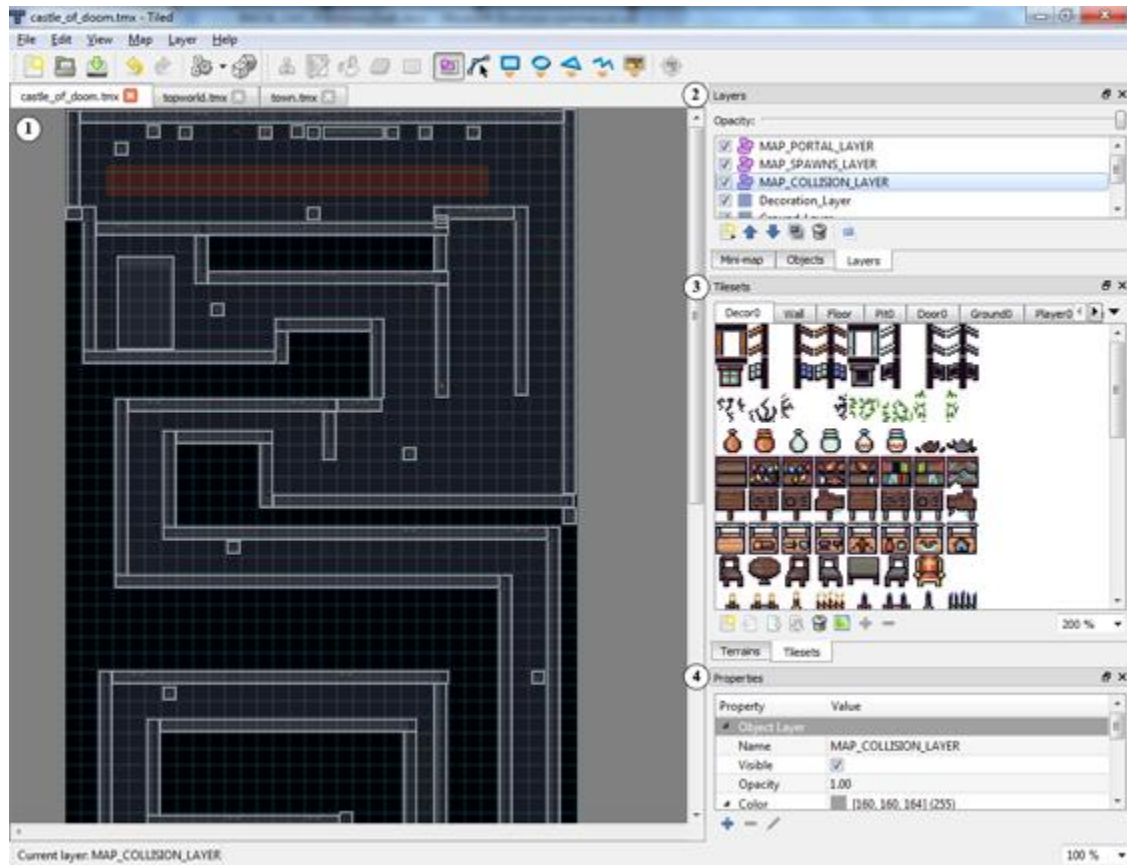 castle_of_doom.tmx - Tiled
File Edit View Map Layer Help
castle_of_doom.tmx topworld.tmx town.tmx
1
2
Layers
Opacity:
MAP_PORTAL_LAYER
MAP_SPAWNS_LAYER
MAP_COLLISION_LAYER
Decoration_Layer
Ground_Layer
Mini-map Objects Layers
3
Tilesets
Decor0 Wall Floor Pit0 Door0 Ground0 Player0
200 %
Terrains Tilesets
4
Properties
Property Value
Object Layer
Name MAP_COLLISION_LAYER
Visible
Opacity 1.00
Color [160, 160, 164] (255)
Current layer: MAP_COLLISION_LAYER
100 %